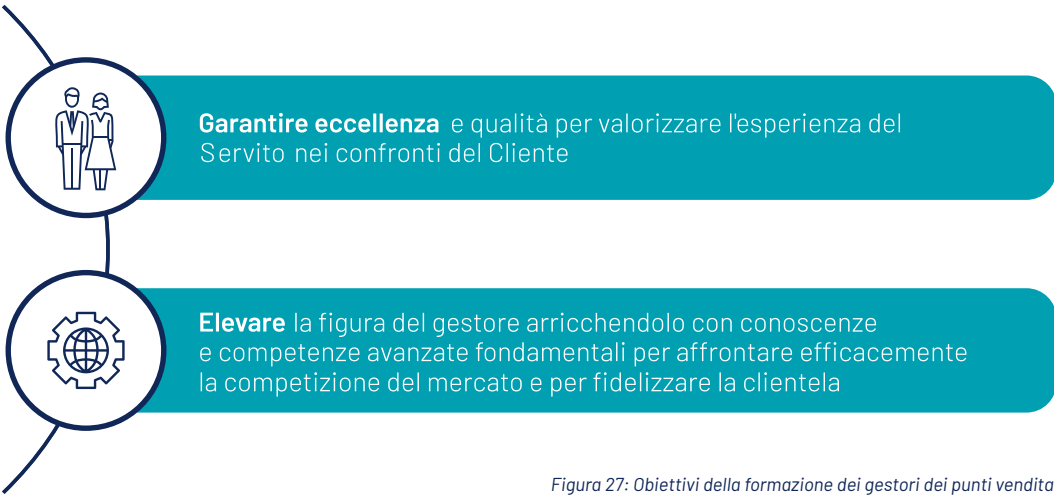 Garantire eccellenza e qualità per valorizzare l'esperienza del
Servito nei confronti del Cliente
Elevare la figura del gestore arricchendolo con conoscenze
e competenze avanzate fondamentali per affrontare efficacemente
la competizione del mercato e per fidelizzare la clientela
Figura 27: Obiettivi della formazione dei gestori dei punti vendita